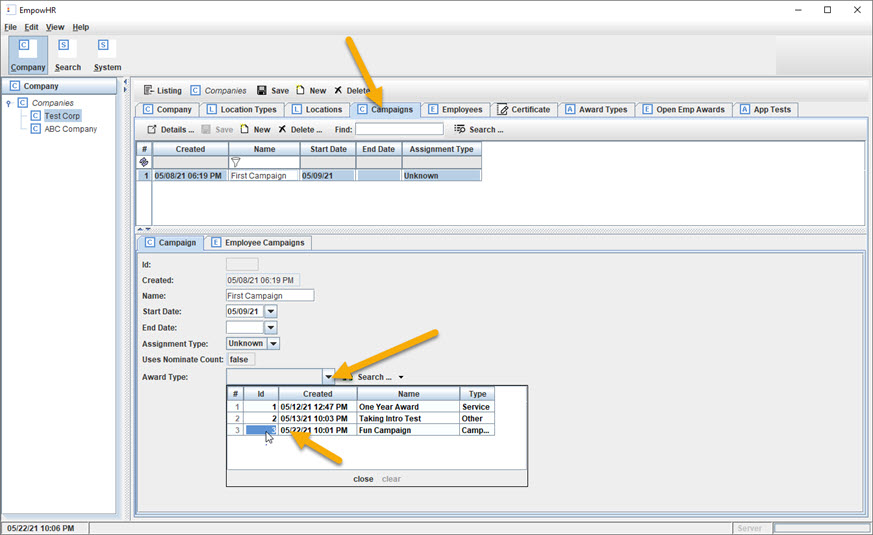 EmpowHR
File Edit View Help
C S S
Company Search System
C Company
C Companies
C Test Corp
C ABC Company
Listing C Companies Save New Delete
C Company L Location Types L Locations C Campaigns E Employees Certificate A Award Types E Open Emp Awards A App Tests
Details ... Save New Delete ... Find: Search ...
# Created Name Start Date End Date Assignment Type
1 05/08/21 06:19 PM First Campaign 05/09/21 Unknown
C Campaign E Employee Campaigns
Id:
Created: 05/08/21 06:19 PM
Name: First Campaign
Start Date: 05/09/21
End Date:
Assignment Type: Unknown
Uses Nominate Count: false
Award Type: Search ...
# Id Created Name Type
1 1 05/12/21 12:47 PM One Year Award Service
2 2 05/13/21 10:03 PM Taking Intro Test Other
3 3 05/22/21 10:01 PM Fun Campaign Camp...
close clear
05/22/21 10:06 PM Server